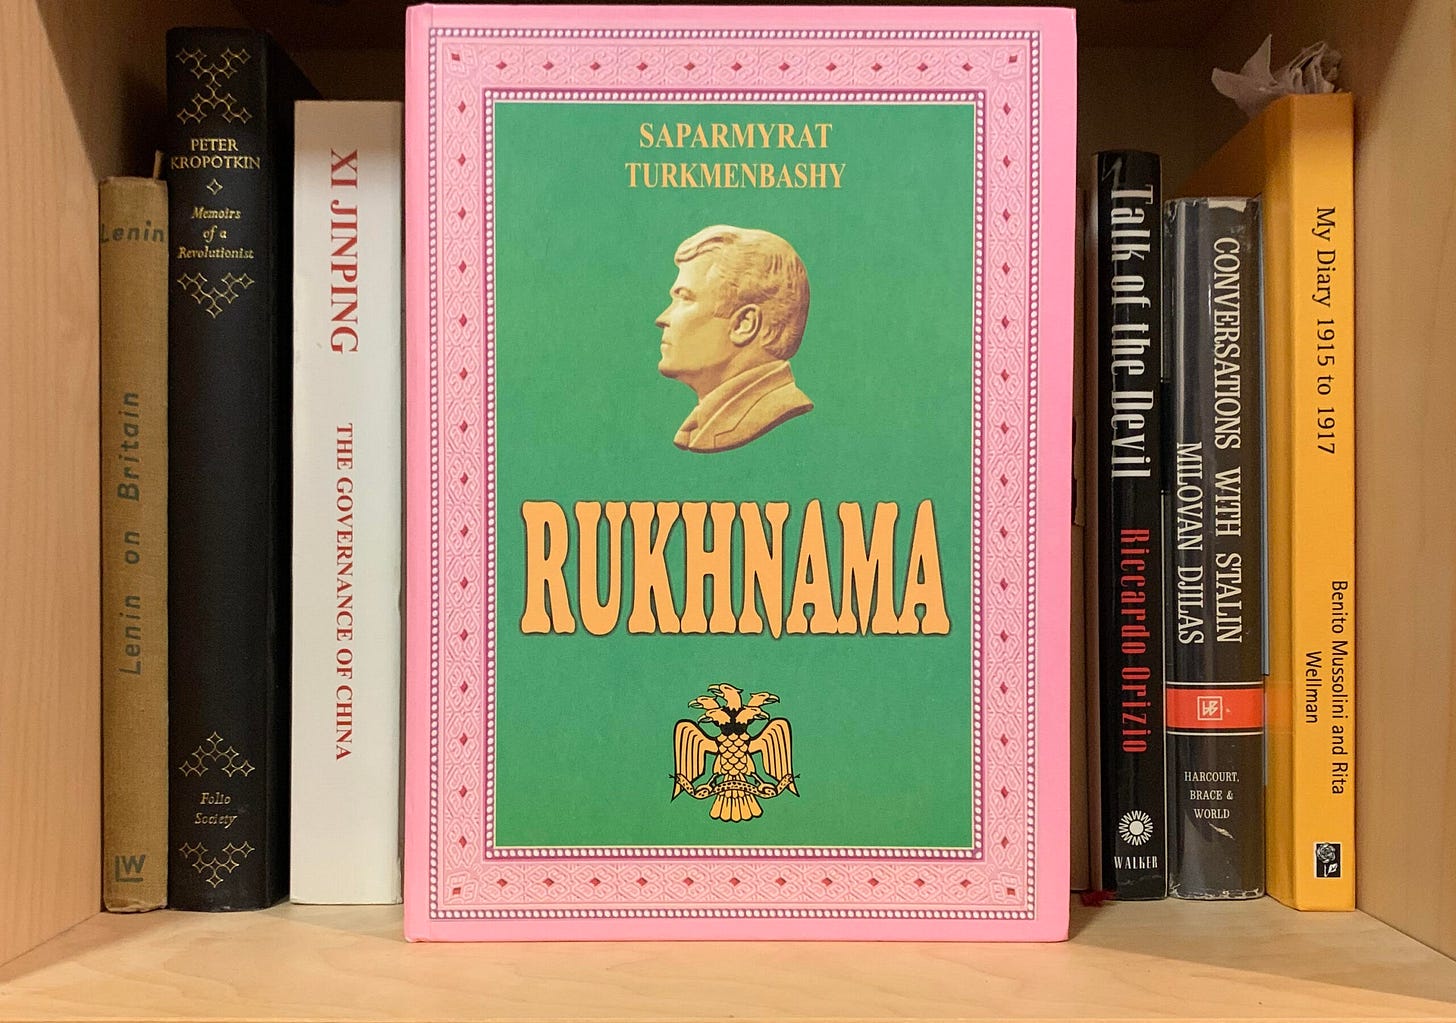 Lenin
Lenin on Britain
LW
PETER
KROPOTKIN
Memoirs
of a
Revolutionist
Folio
Society
XI JINPING
THE GOVERNANCE OF CHINA
SAPARMYRAT
TURKMENBASHY
RUKHNAMA
Talk of the Devil
Riccardo Orizio
WALKER
CONVERSATIONS WITH STALIN
MILOVAN DJILAS
HARCOURT,
BRACE &
WORLD
My Diary 1915 to 1917
Benito Mussolini and Rita
Wellman